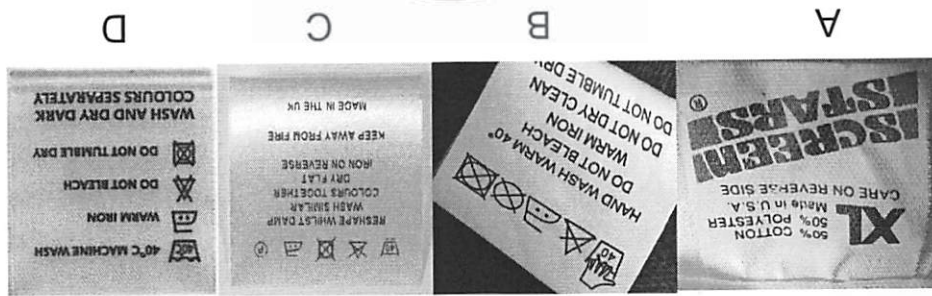 XL
50% COTTON
50% POLYESTER
Made in U.S.A.
CARE ON REVERSE SIDE
SCREEN
STARS®
A
40
HAND WASH WARM 40°
DO NOT BLEACH
WARM IRON
DO NOT DRY CLEAN
DO NOT TUMBLE DRY
B
RESHAPE WHILST DAMP
WASH SIMILAR
COLOURS TOGETHER
DRY FLAT
IRON ON REVERSE
KEEP AWAY FROM FIRE
MADE IN THE UK
C
40° 40°C MACHINE WASH
WARM IRON
DO NOT BLEACH
DO NOT TUMBLE DRY
WASH AND DRY DARK
COLOURS SEPARATELY
D